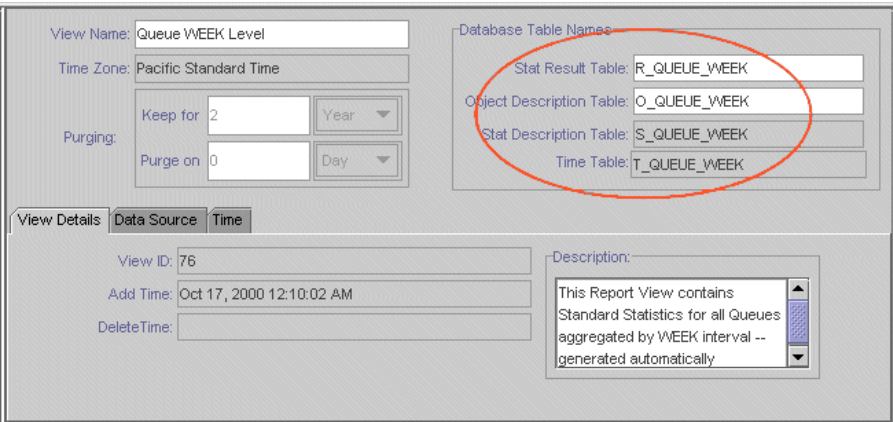 View Name: Queue WEEK Level
Time Zone: Pacific Standard Time
Purging:
Keep for 2 Year
Purge on 0 Day
Database Table Names
Stat Result Table: R_QUEUE_WEEK
Object Description Table: O_QUEUE_WEEK
Stat Description Table: S_QUEUE_WEEK
Time Table: T_QUEUE_WEEK
View Details Data Source Time
View ID: 76
Add Time: Oct 17, 2000 12:10:02 AM
DeleteTime:
Description:
This Report View contains
Standard Statistics for all Queues
aggregated by WEEK interval --
generated automatically